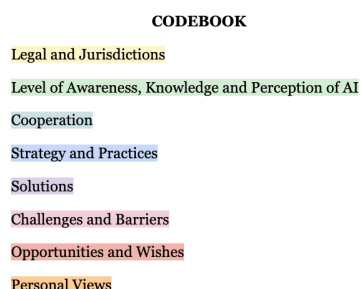 CODEBOOK
Legal and Jurisdictions
Level of Awareness, Knowledge and Perception of AI
Cooperation
Strategy and Practices
Solutions
Challenges and Barriers
Opportunities and Wishes
Personal Views